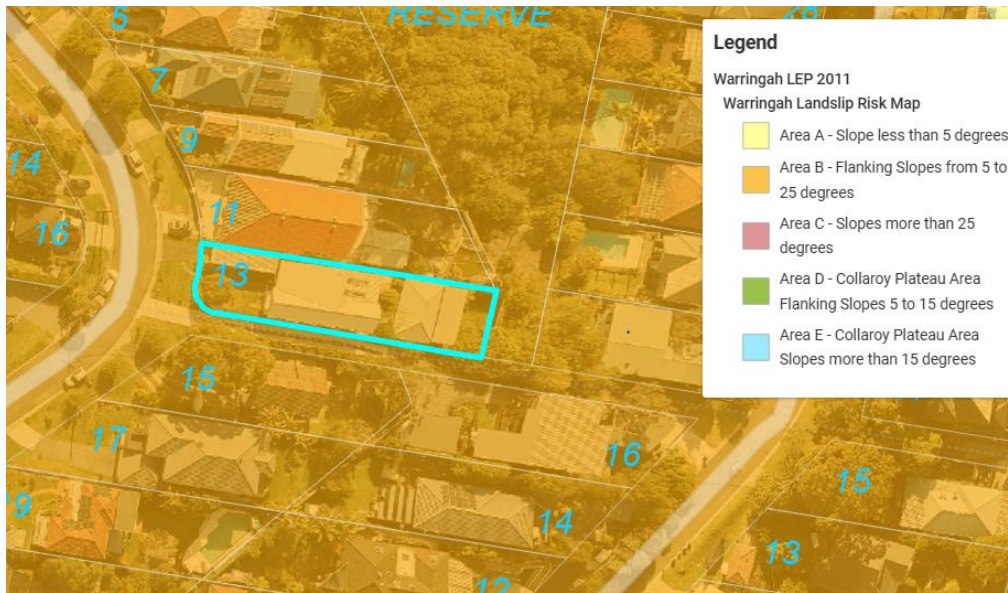 RESERVE
28
5
7
9
14
11
16
13
15
17
16
19
14
15
13
12
Legend
Warringah LEP 2011
Warringah Landslip Risk Map
Area A - Slope less than 5 degrees
Area B - Flanking Slopes from 5 to
25 degrees
Area C - Slopes more than 25
degrees
Area D - Collaroy Plateau Area
Flanking Slopes 5 to 15 degrees
Area E - Collaroy Plateau Area
Slopes more than 15 degrees